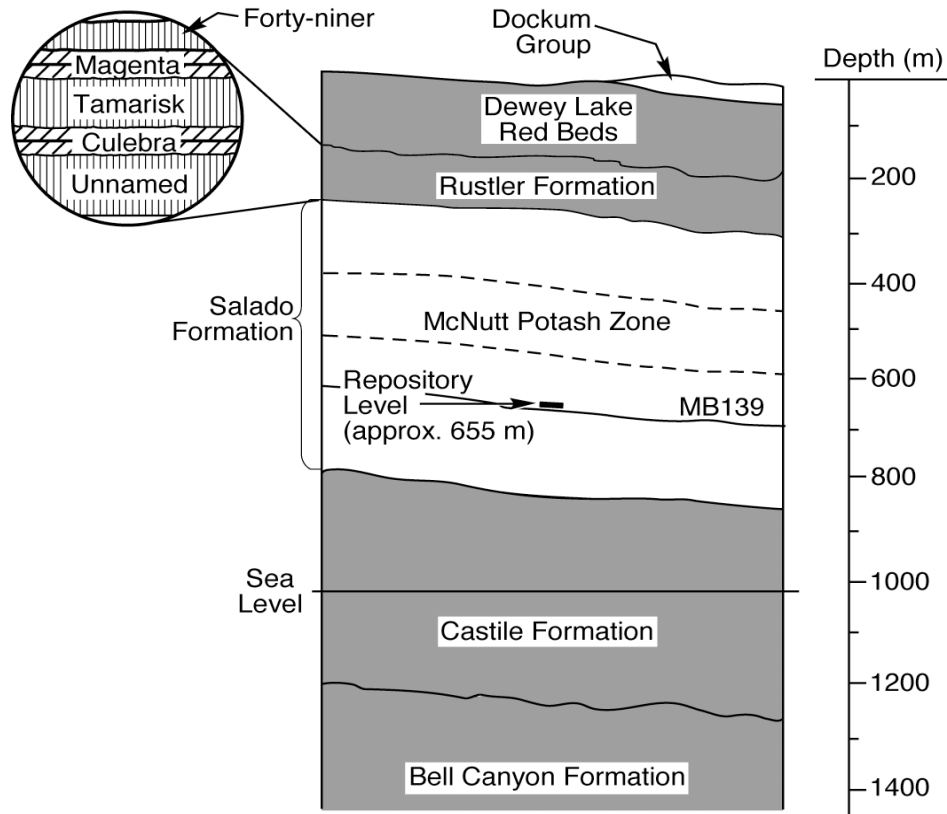 Forty-niner
Magenta
Tamarisk
Culebra
Unnamed
Dockum
Group
Depth (m)
Dewey Lake
Red Beds
Rustler Formation
200
Salado
Formation
400
McNutt Potash Zone
600
Repository
Level
(approx. 655 m)
MB139
800
Sea
Level
1000
Castile Formation
1200
Bell Canyon Formation
1400